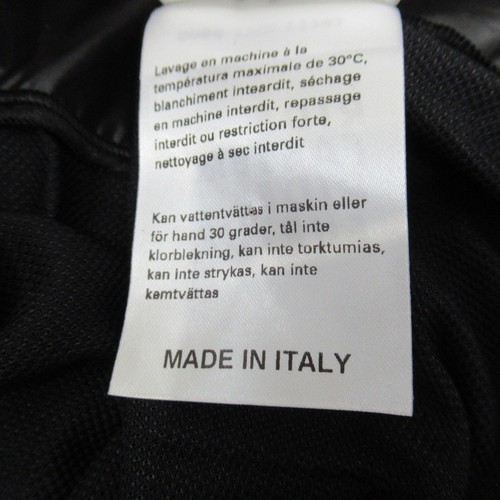 Lavage en machine à la
température maximale de 30°C,
blanchiment inteardit, séchage
en machine interdit, repassage
interdit ou restriction forte,
nettoyage à sec interdit
Kan vattentvättas i maskin eller
för hand 30 grader, tål inte
klorblekning, kan inte torktumias,
kan inte strykas, kan inte
kemtvättas
MADE IN ITALY